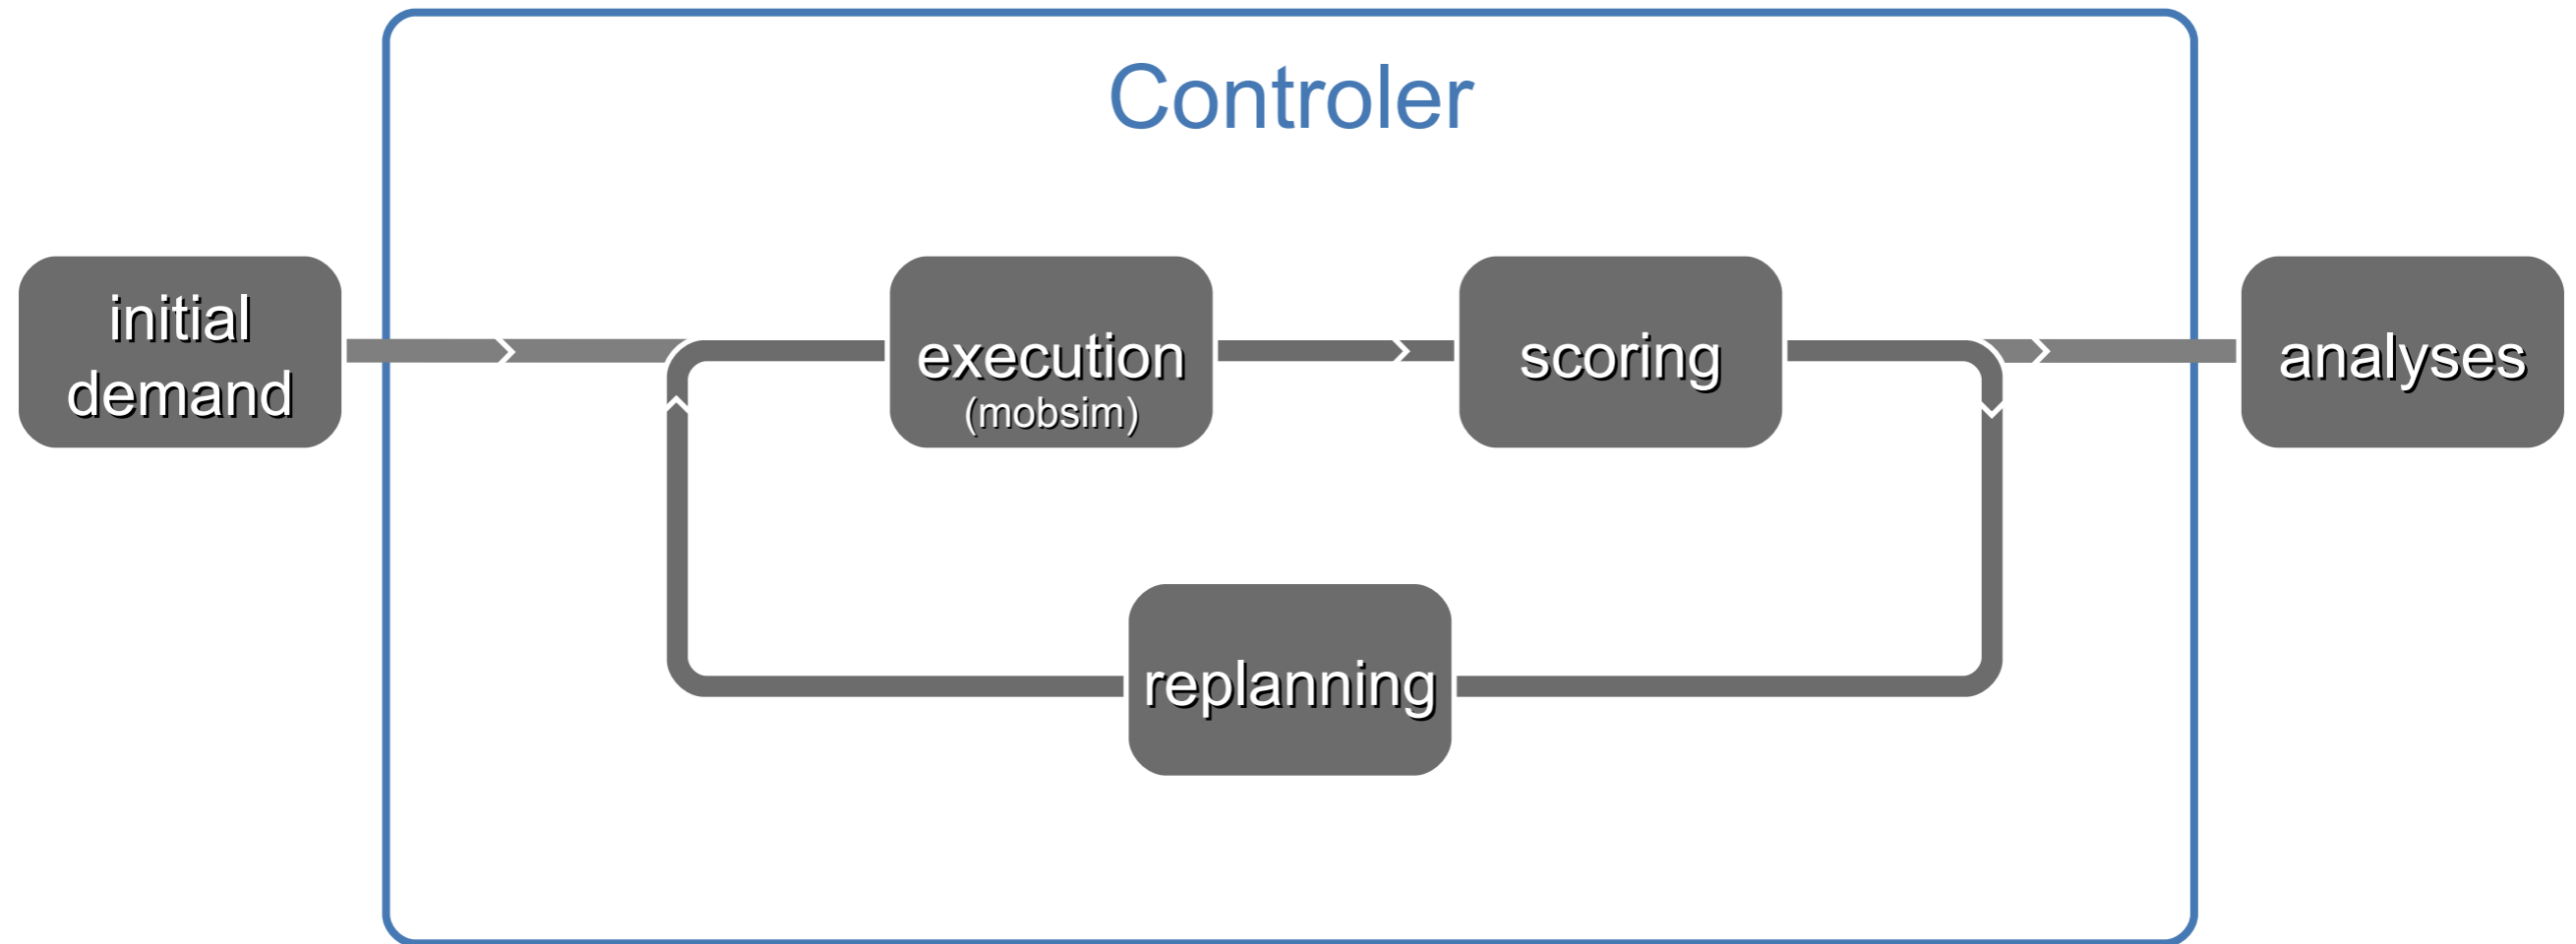 Controler
initial
demand
execution
(mobsim)
scoring
analyses
replanning